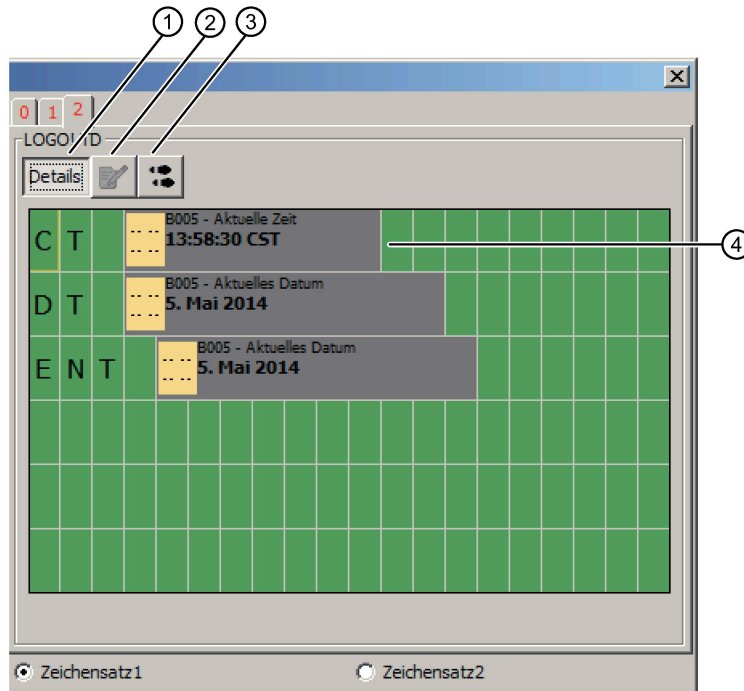 1 2 3
0 1 2
LOGO! TD
Details
C T B005 - Aktuelle Zeit
13:58:30 CST
4
D T B005 - Aktuelles Datum
5. Mai 2014
E N T B005 - Aktuelles Datum
5. Mai 2014
Zeichensatz1 Zeichensatz2